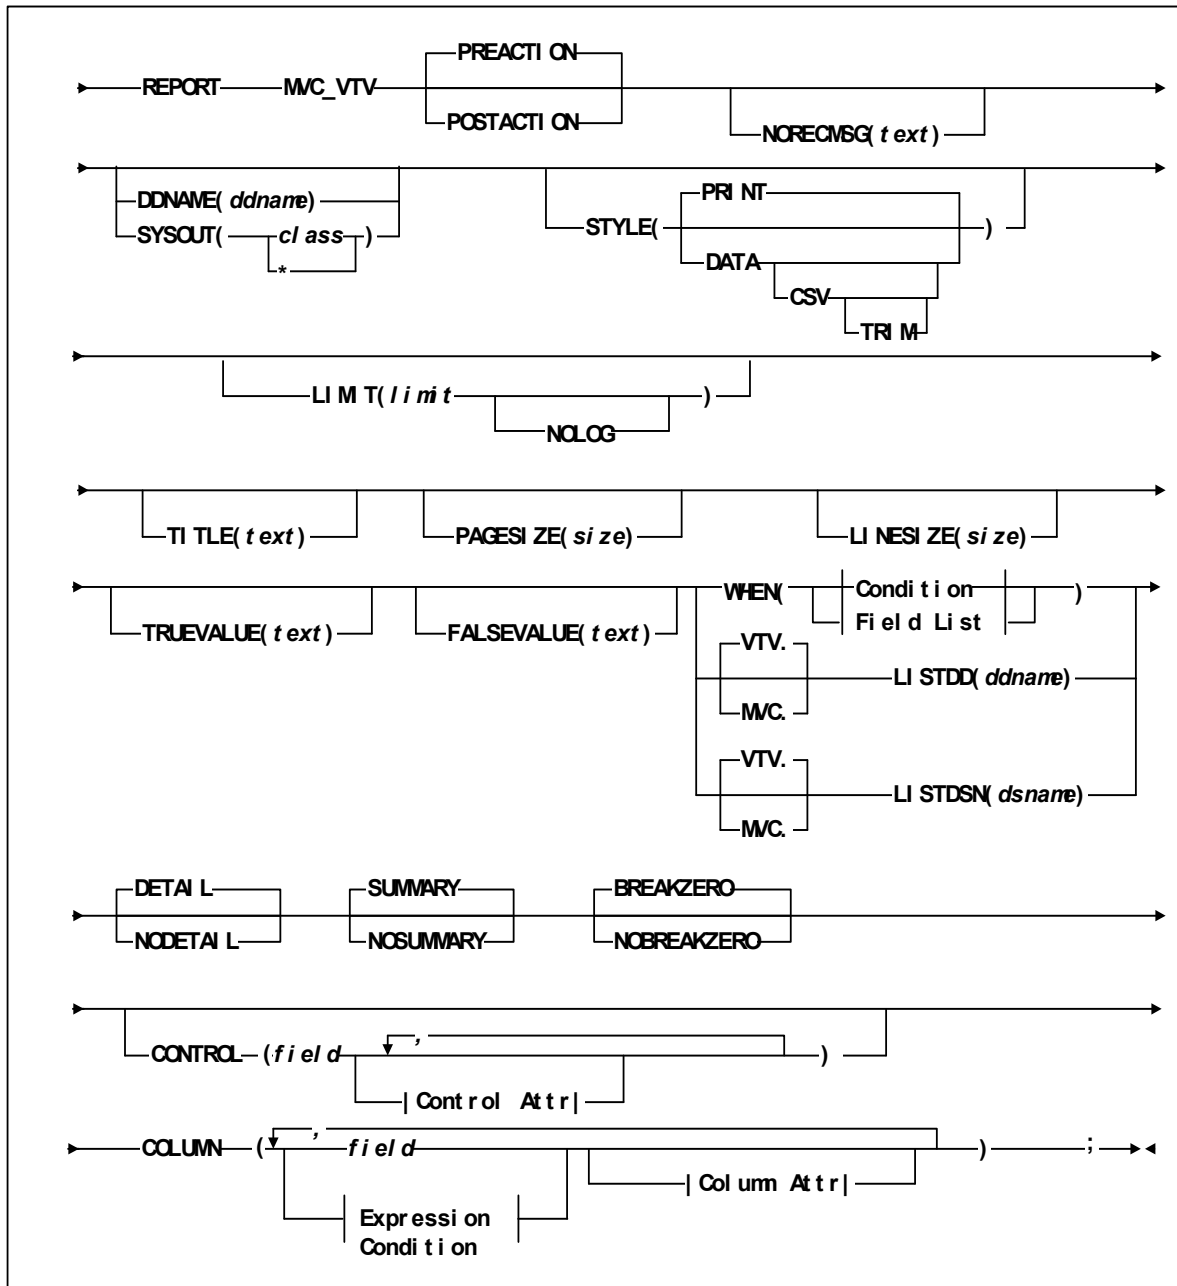 PREACTION
REPORT MVC_VTV
POSTACTION
NORECMSG(text)
DDNAME(ddname)
SYSOUT( class )
*
PRINT
STYLE( )
DATA
CSV
TRIM
LIMIT(limit )
NOLOG
TITLE(text) PAGESIZE(size) LINESIZE(size)
TRUEVALUE(text) FALSEVALUE(text)
WHEN( Condition )
Field List
VTV.
LISTDD(ddname)
MVC.
VTV.
LISTDSN(dsname)
MVC.
DETAIL SUMMARY BREAKZERO
NODETAIL NOSUMMARY NOBREAKZERO
,
CONTROL (field )
|Control Attr|
,
COLUMN ( field ) ;
|Column Attr|
Expression
Condition